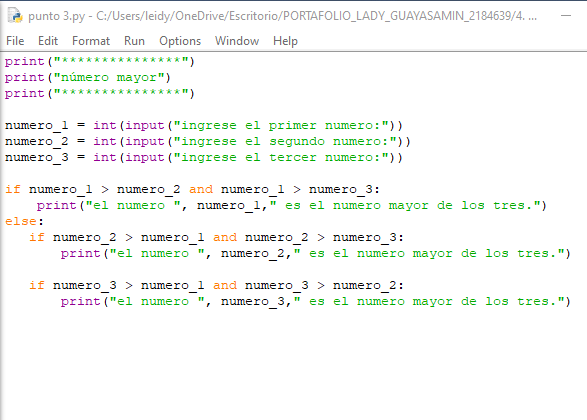 punto 3.py - C:/Users/leidy/OneDrive/Escritorio/PORTAFOLIO_LADY_GUAYASAMIN_2184639/4. ...
File Edit Format Run Options Window Help
print("***************")
print("número mayor")
print("***************")

numero_1 = int(input("ingrese el primer numero:"))
numero_2 = int(input("ingrese el segundo numero:"))
numero_3 = int(input("ingrese el tercer numero:"))

if numero_1 > numero_2 and numero_1 > numero_3:
    print("el numero ", numero_1," es el numero mayor de los tres.")
else:
   if numero_2 > numero_1 and numero_2 > numero_3:
       print("el numero ", numero_2," es el numero mayor de los tres.")

   if numero_3 > numero_1 and numero_3 > numero_2:
       print("el numero ", numero_3," es el numero mayor de los tres.")